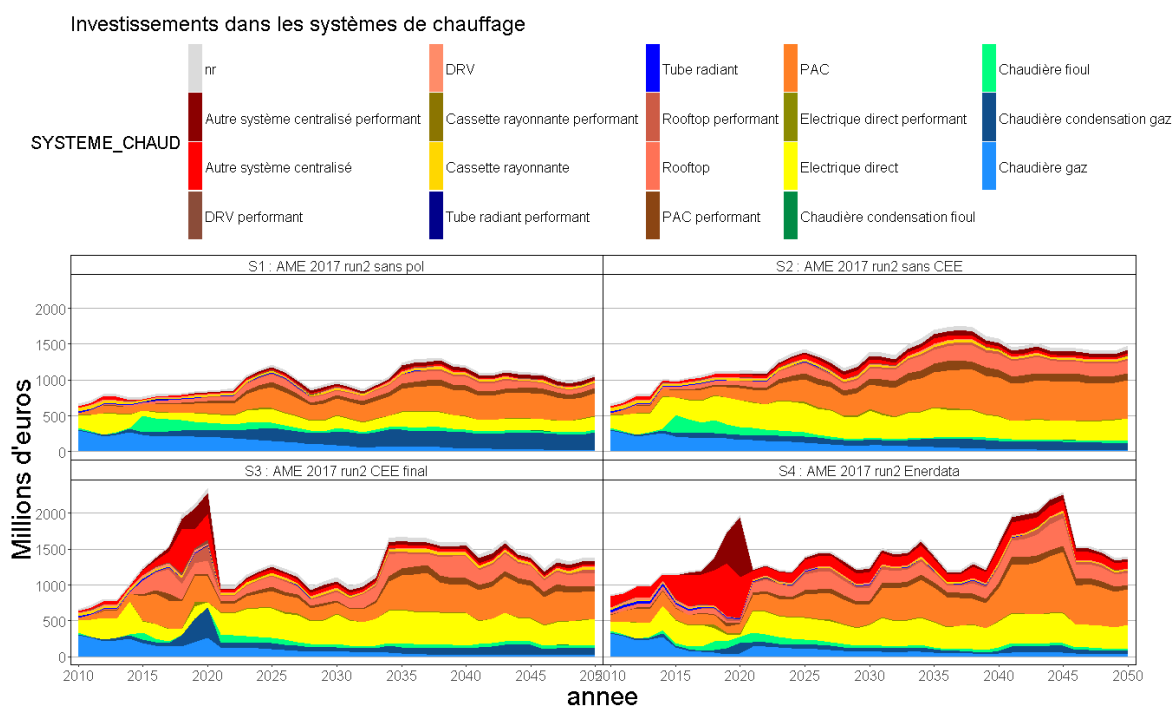 Investissements dans les systèmes de chauffage
nr DRV Tube radiant PAC Chaudière fioul
Autre système centralisé performant Cassette rayonnante performant Rooftop performant Electrique direct performant Chaudière condensation gaz
SYSTEME_CHAUD
Autre système centralisé Cassette rayonnante Rooftop Electrique direct Chaudière gaz
DRV performant Tube radiant performant PAC performant Chaudière condensation fioul
S1 : AME 2017 run2 sans pol S2 : AME 2017 run2 sans CEE
2000
1500
1000
500
0
S3 : AME 2017 run2 CEE final S4 : AME 2017 run2 Enerdata
2000
1500
1000
500
0
2010 2015 2020 2025 2030 2035 2040 2045 2015 2020 2025 2030 2035 2040 2045 2050
annee
Millions d'euros